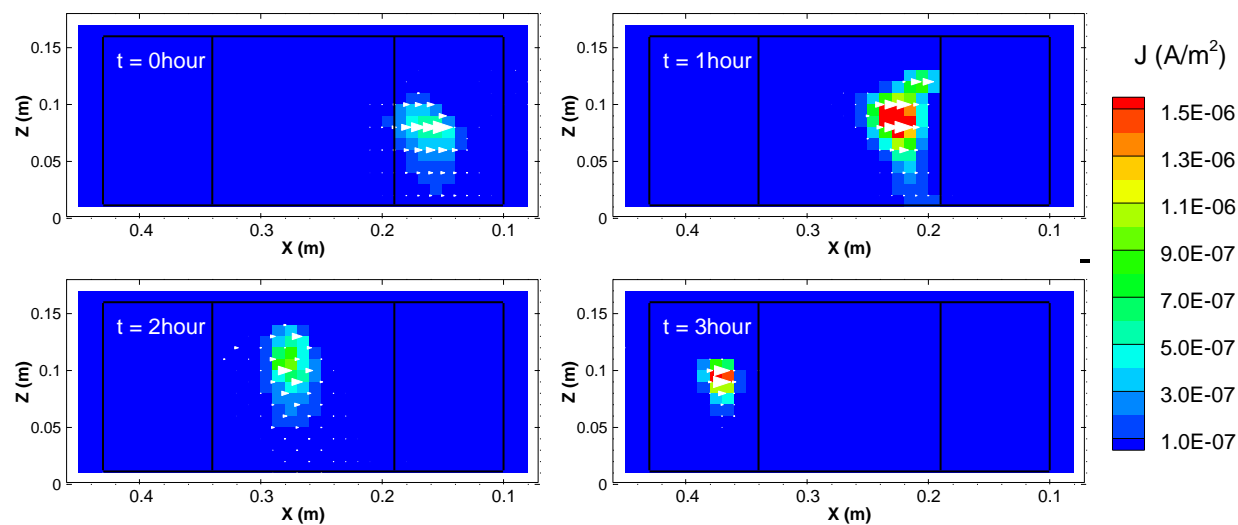 t = 0hour
Z (m)
0.15
0.1
0.05
0
0.4 0.3 0.2 0.1
X (m)
t = 1hour
Z (m)
0.15
0.1
0.05
0
0.4 0.3 0.2 0.1
X (m)
t = 2hour
Z (m)
0.15
0.1
0.05
0
0.4 0.3 0.2 0.1
X (m)
t = 3hour
Z (m)
0.15
0.1
0.05
0
0.4 0.3 0.2 0.1
X (m)
J (A/m²)
1.5E-06
1.3E-06
1.1E-06
9.0E-07
7.0E-07
5.0E-07
3.0E-07
1.0E-07